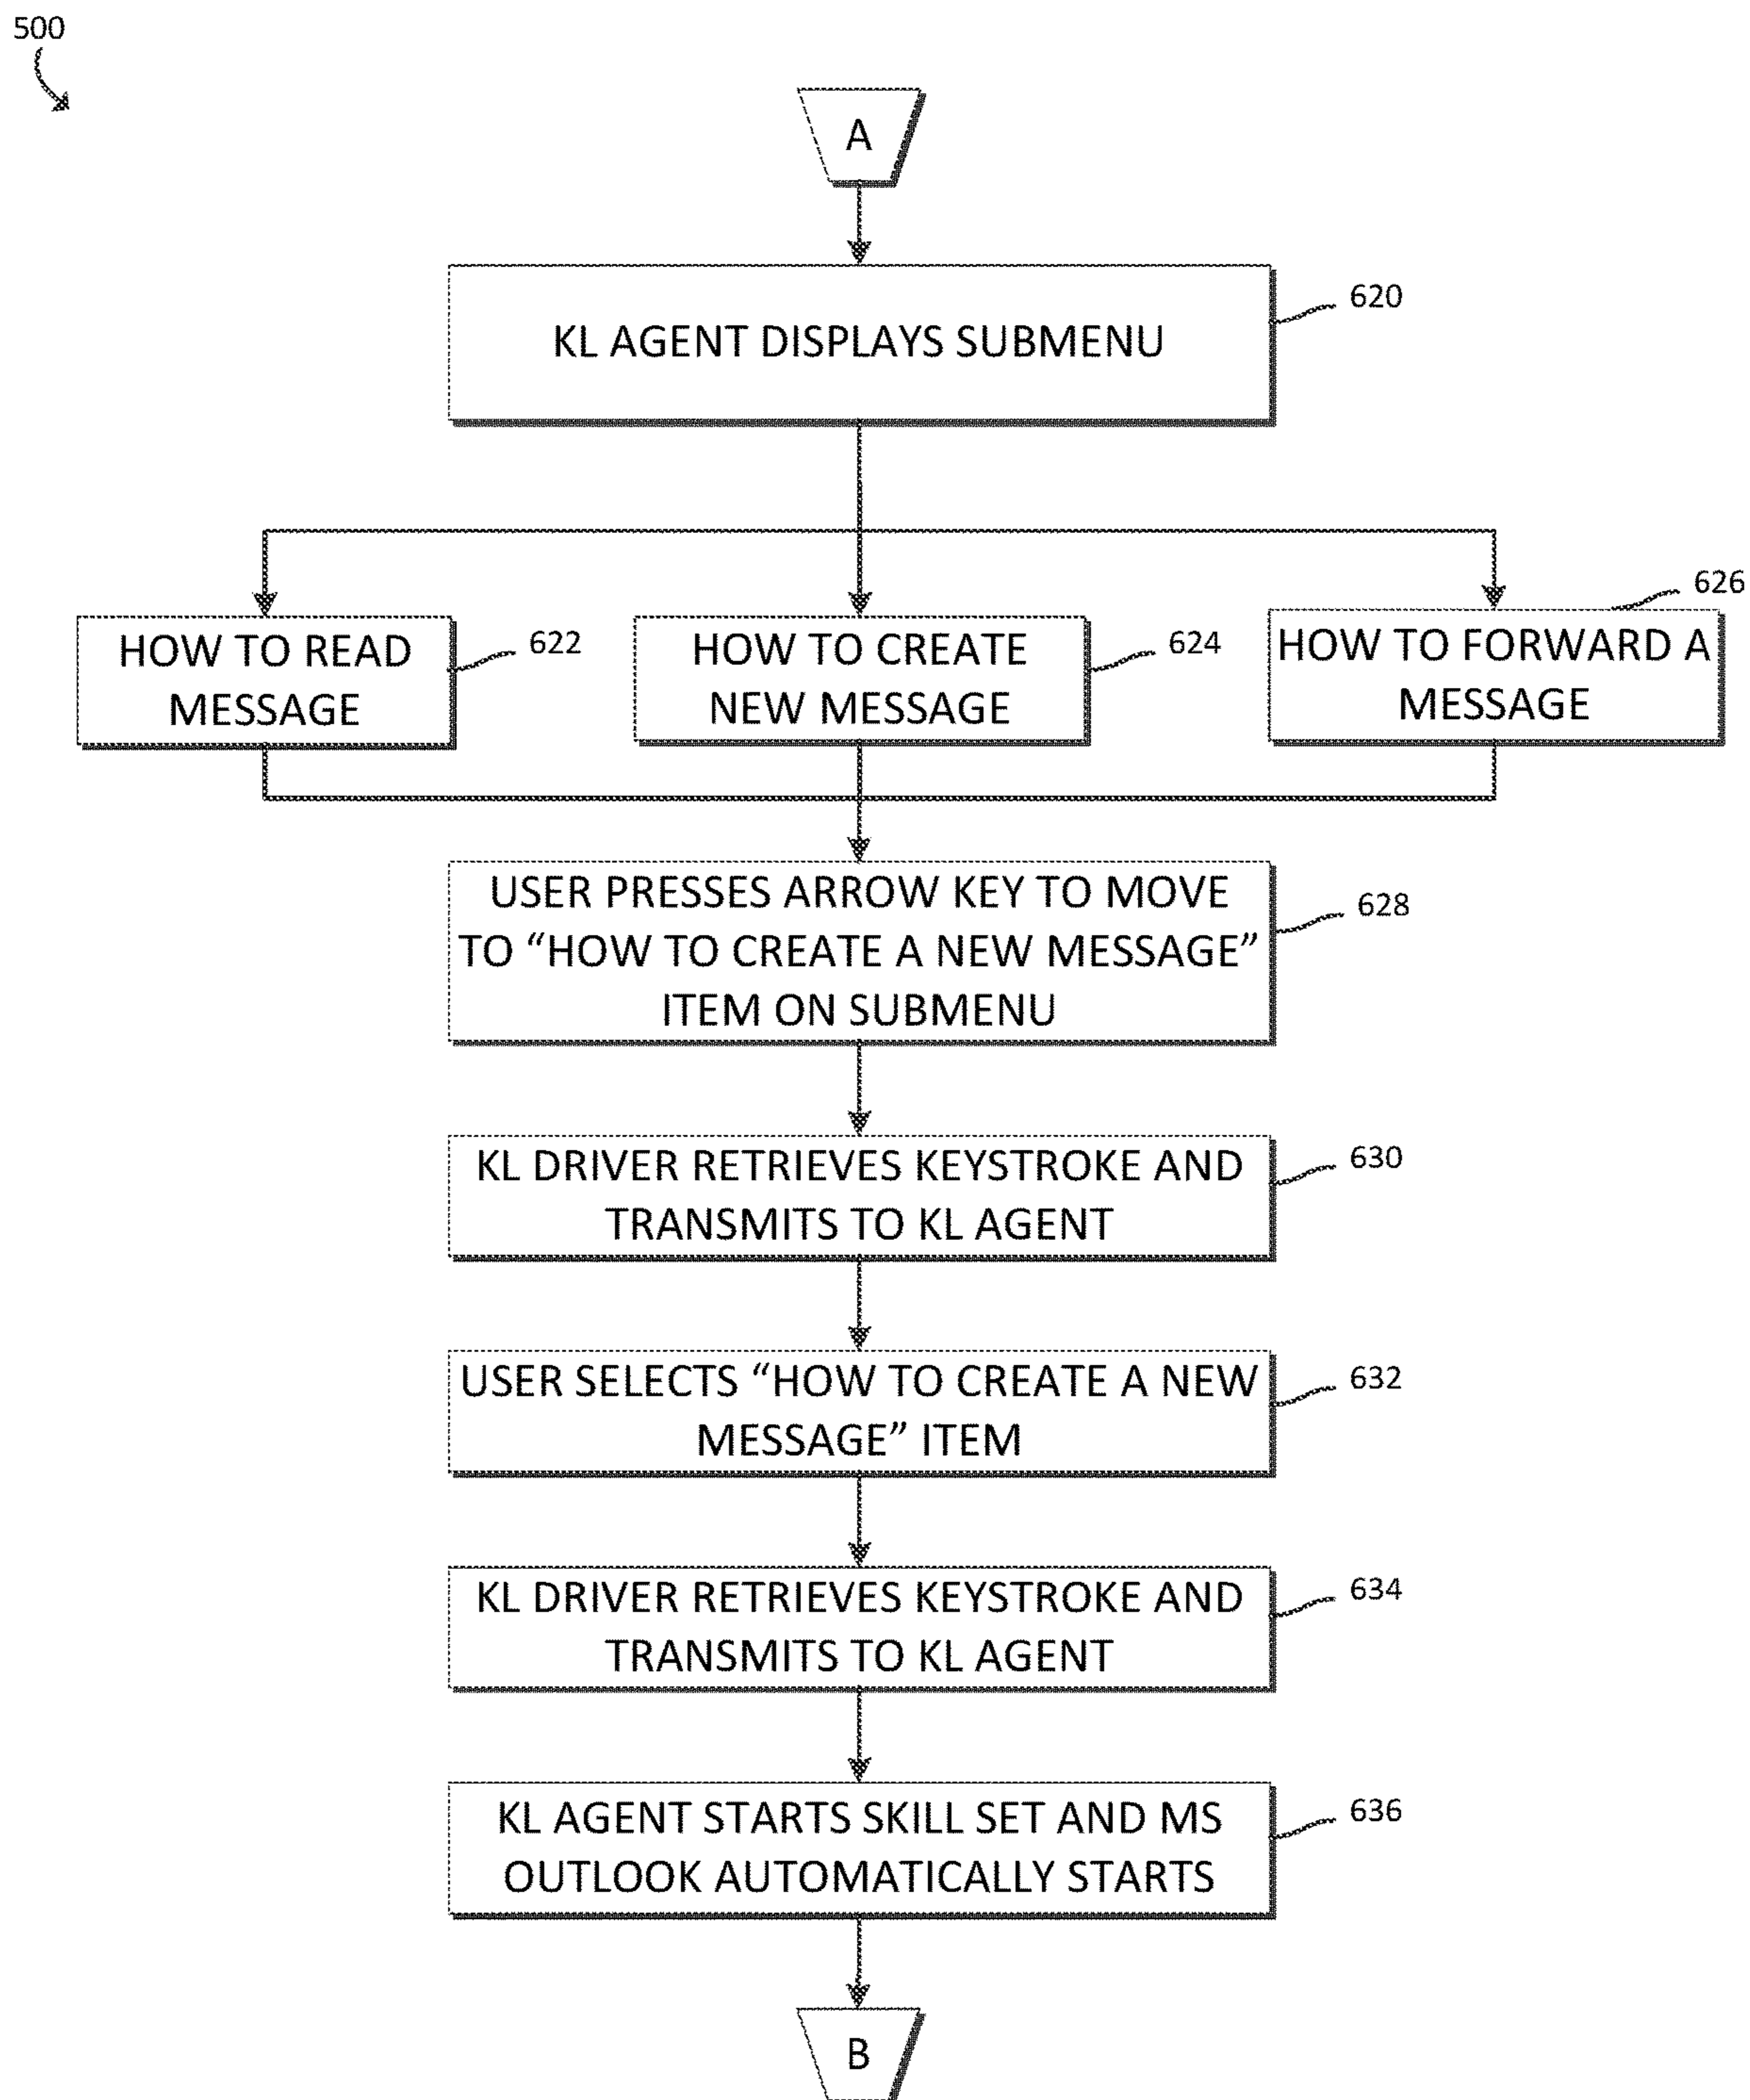 500
A
KL AGENT DISPLAYS SUBMENU
620
HOW TO READ
MESSAGE
622
HOW TO CREATE
NEW MESSAGE
624
HOW TO FORWARD A
MESSAGE
626
USER PRESSES ARROW KEY TO MOVE
TO “HOW TO CREATE A NEW MESSAGE”
ITEM ON SUBMENU
628
KL DRIVER RETRIEVES KEYSTROKE AND
TRANSMITS TO KL AGENT
630
USER SELECTS “HOW TO CREATE A NEW
MESSAGE” ITEM
632
KL DRIVER RETRIEVES KEYSTROKE AND
TRANSMITS TO KL AGENT
634
KL AGENT STARTS SKILL SET AND MS
OUTLOOK AUTOMATICALLY STARTS
636
B